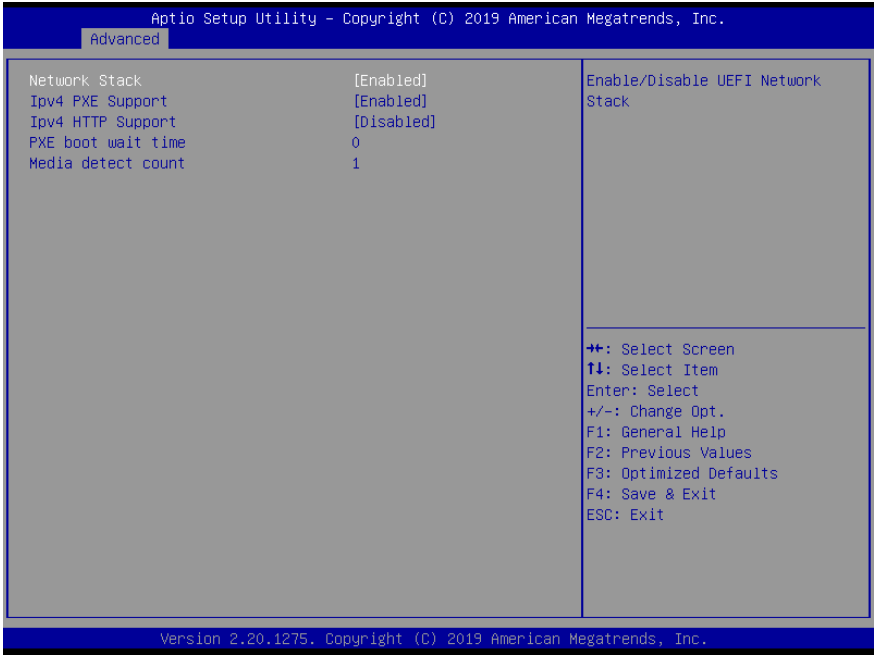 Aptio Setup Utility – Copyright (C) 2019 American Megatrends, Inc.
Advanced
Network Stack [Enabled]
Ipv4 PXE Support [Enabled]
Ipv4 HTTP Support [Disabled]
PXE boot wait time 0
Media detect count 1
Enable/Disable UEFI Network
Stack
→←: Select Screen
↑↓: Select Item
Enter: Select
+/-: Change Opt.
F1: General Help
F2: Previous Values
F3: Optimized Defaults
F4: Save & Exit
ESC: Exit
Version 2.20.1275. Copyright (C) 2019 American Megatrends, Inc.